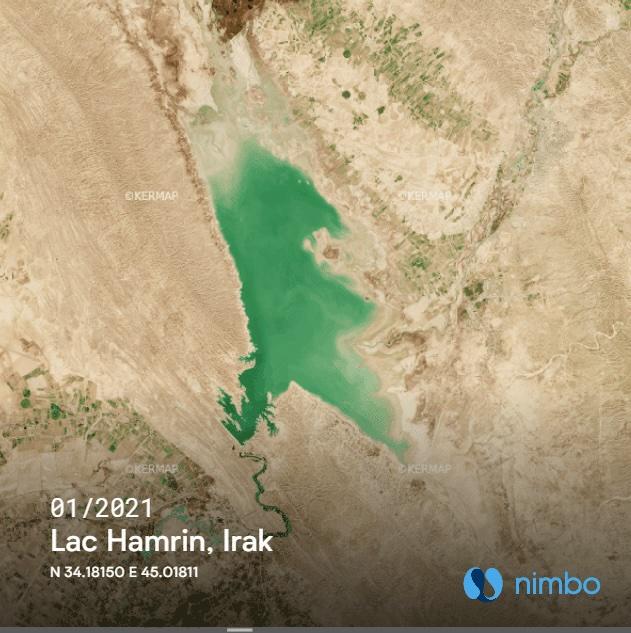 ©KERMAP ©KERMAP
©KERMAP ©KERMAP
01/2021
Lac Hamrin, Irak
N 34.18150 E 45.01811
nimbo